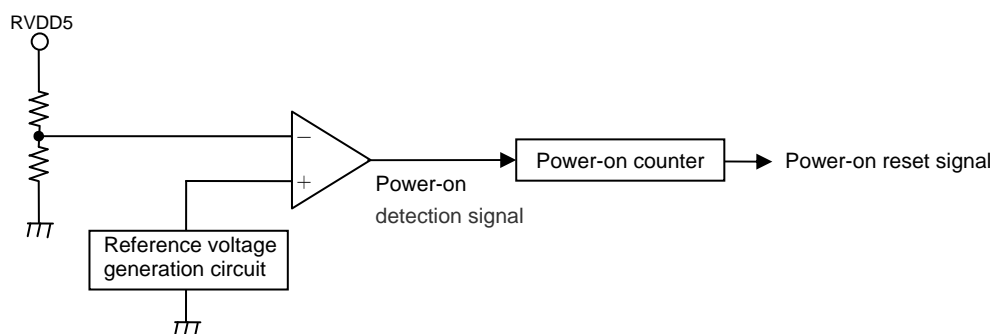 RVDD5
−
+
Power-on
detection signal
Power-on counter
Power-on reset signal
Reference voltage
generation circuit